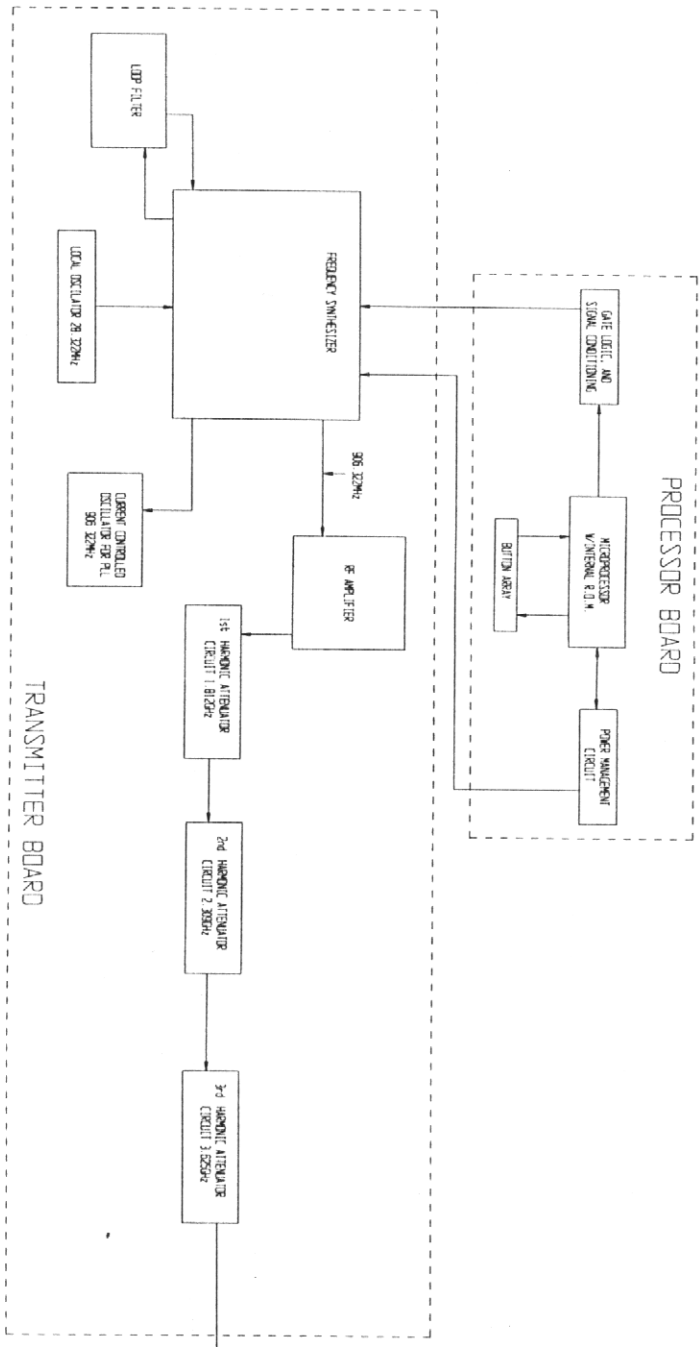 PROCESSOR BOARD
GATE LOGIC, AND
SIGNAL CONDITIONING
MICROPROCESSOR
W/INTERNAL R.O.M.
BUTTON ARRAY
POWER MANAGEMENT
CIRCUIT
LOOP FILTER
FREQUENCY SYNTHESIZER
LOCAL OSCILATOR 28.322MHz
906.322MHz
CURRENT CONTROLLED
OSCILLATOR FOR PLL
906.322MHz
RF AMPLIFIER
1st HARMONIC ATTENUATOR
CIRCUIT 1.812GHz
2nd HARMONIC ATTENUATOR
CIRCUIT 2.309GHz
3rd HARMONIC ATTENUATOR
CIRCUIT 3.625GHz
TRANSMITTER BOARD